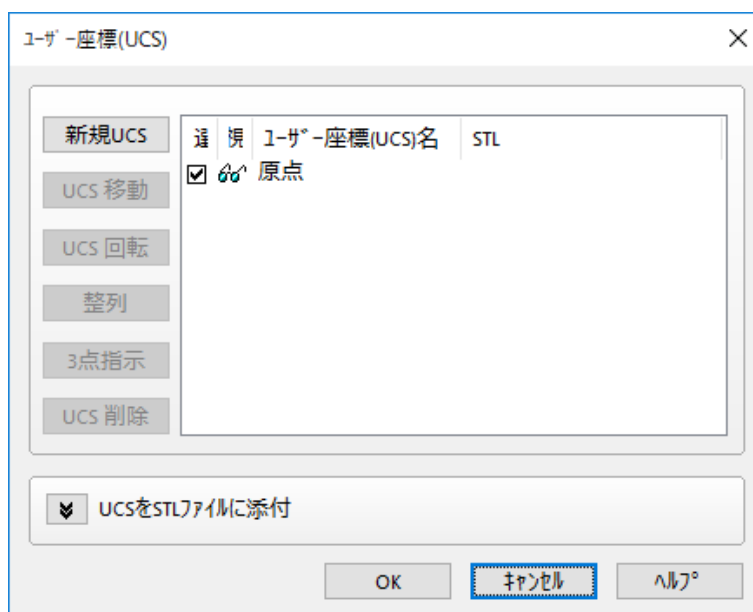 ﾕｰｻﾞｰ座標(UCS)
新規UCS
UCS 移動
UCS 回転
整列
3点指示
UCS 削除
ﾕｰｻﾞｰ座標(UCS)名 STL
原点
UCSをSTLﾌｧｲﾙに添付
OK ｷｬﾝｾﾙ ﾍﾙﾌﾟ